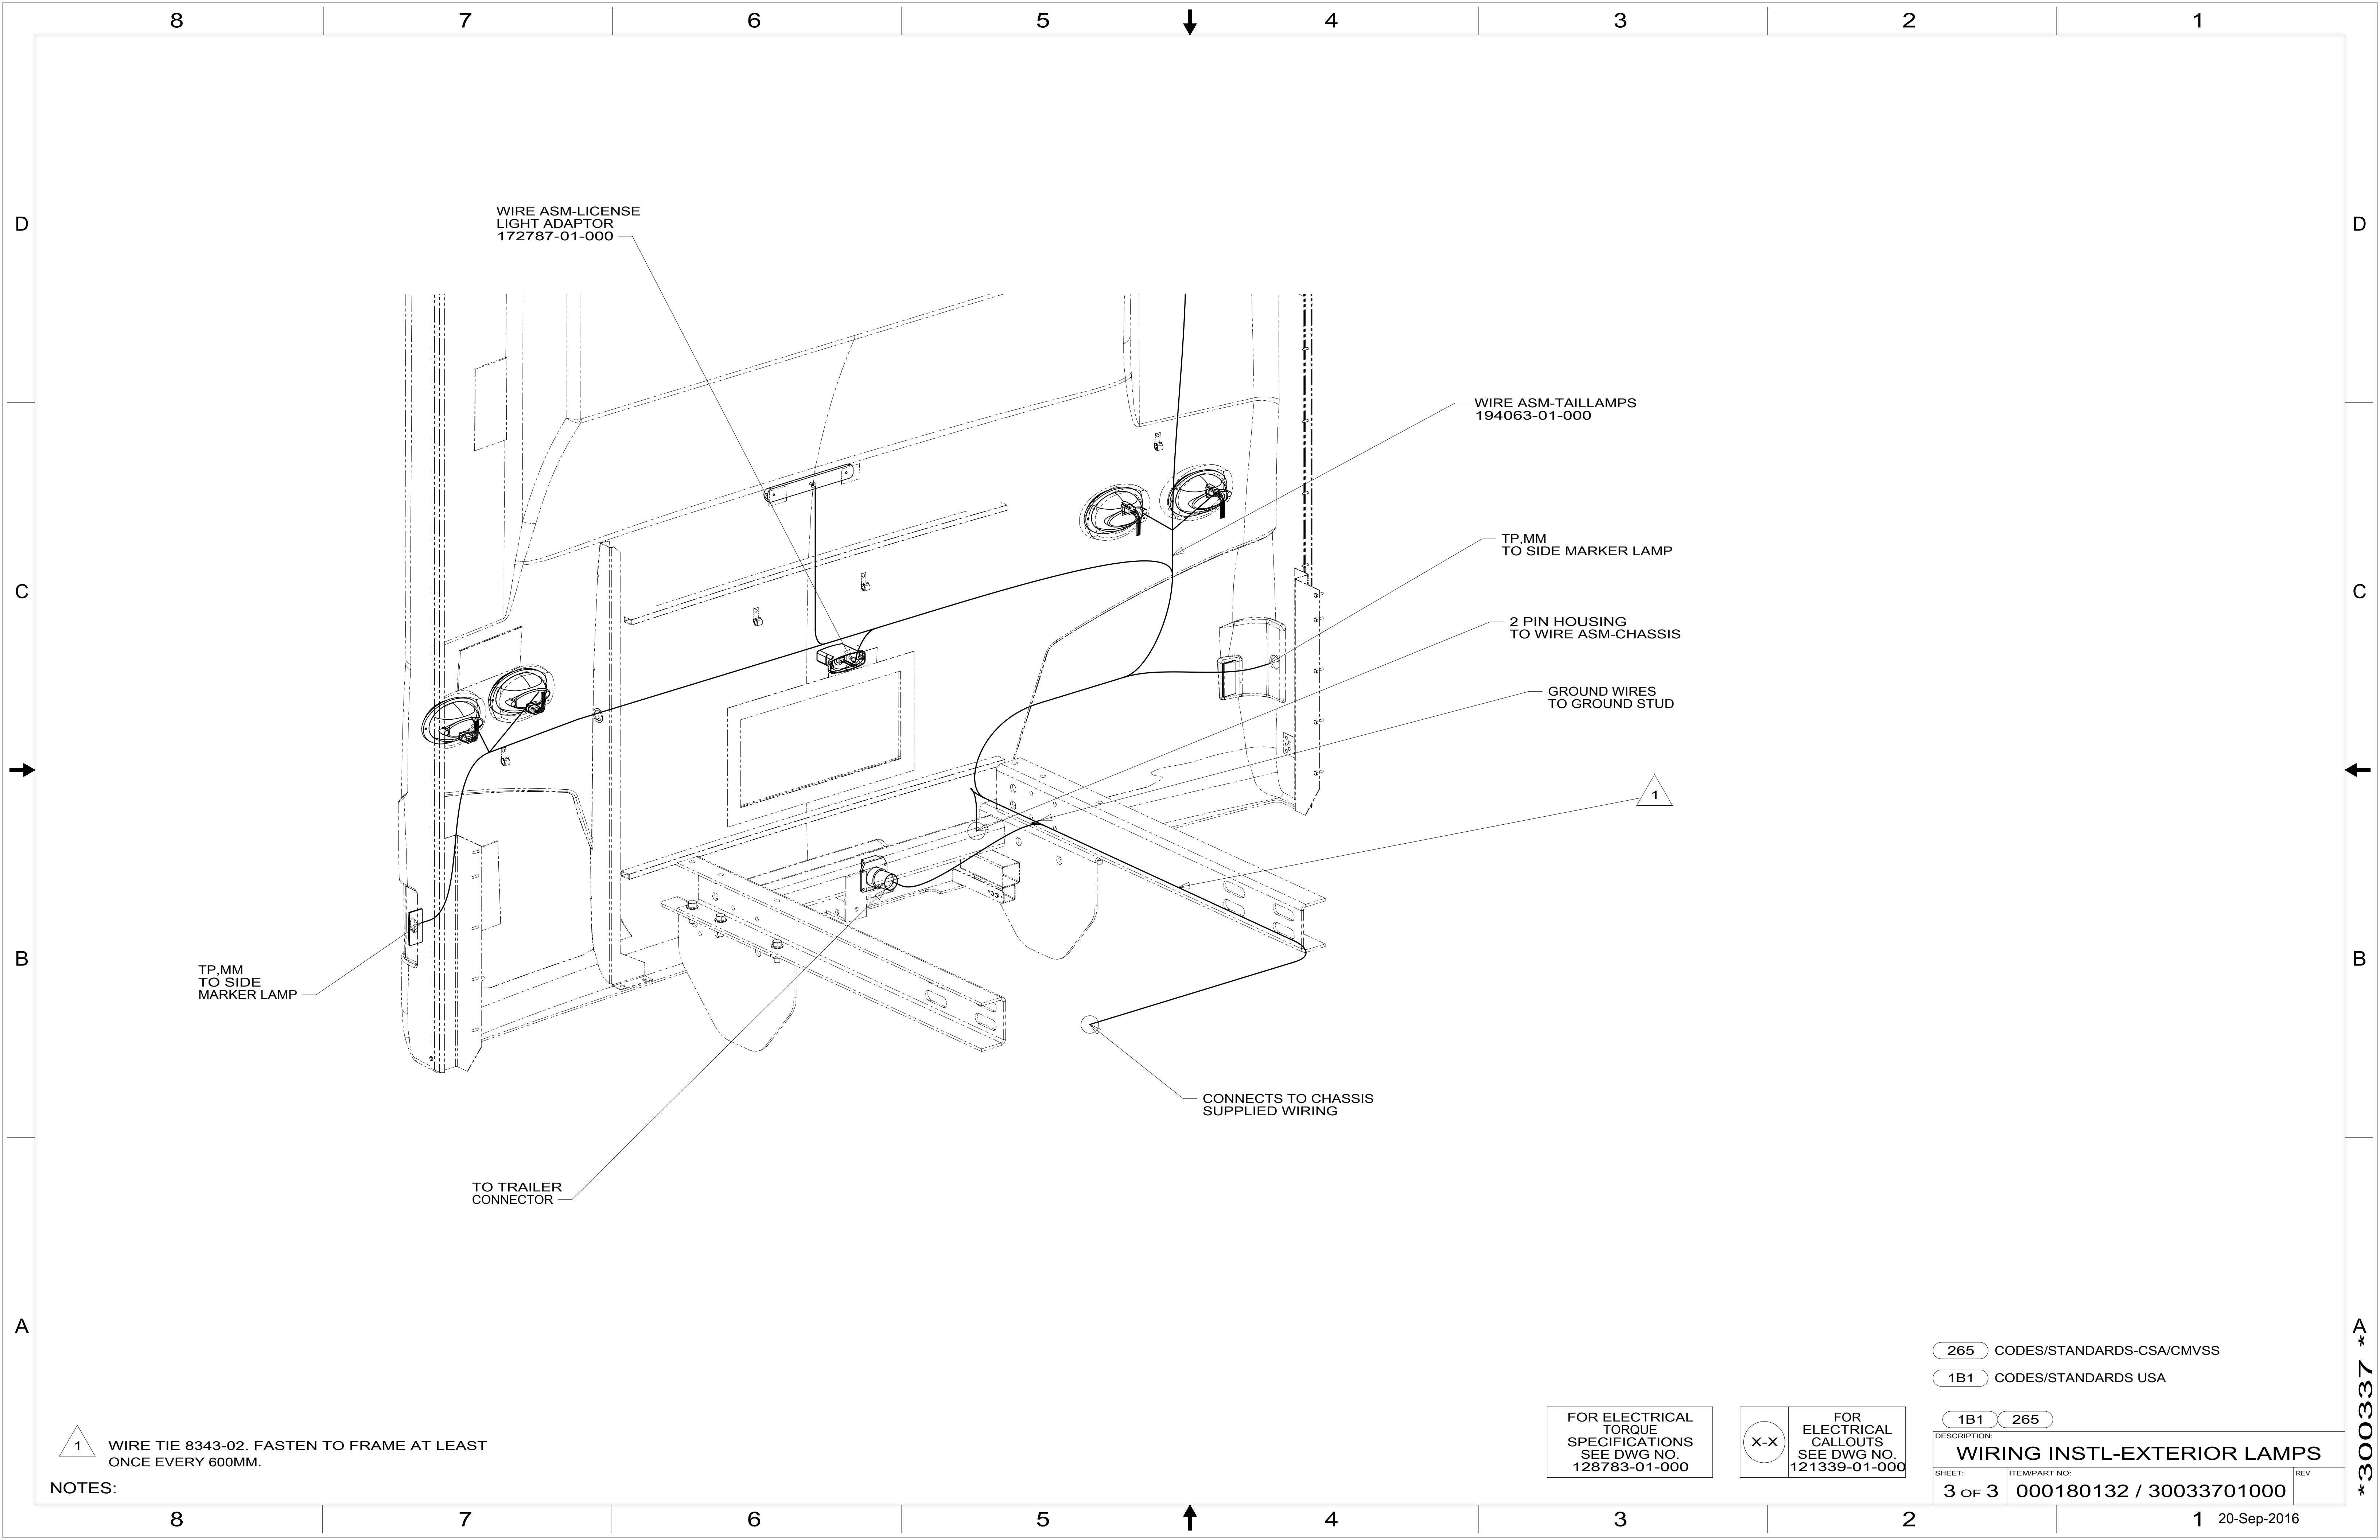 8 7 6 5 4 3 2 1
D
D
WIRE ASM-LICENSE
LIGHT ADAPTOR
172787-01-000
WIRE ASM-TAILLAMPS
194063-01-000
TP,MM
TO SIDE MARKER LAMP
C
C
2 PIN HOUSING
TO WIRE ASM-CHASSIS
GROUND WIRES
TO GROUND STUD
1
B
B
TP,MM
TO SIDE
MARKER LAMP
CONNECTS TO CHASSIS
SUPPLIED WIRING
TO TRAILER
CONNECTOR
A
A
*300337 *
265 CODES/STANDARDS-CSA/CMVSS
1B1 CODES/STANDARDS USA
1B1 265
1 WIRE TIE 8343-02. FASTEN TO FRAME AT LEAST
ONCE EVERY 600MM.
NOTES:
FOR ELECTRICAL
TORQUE
SPECIFICATIONS
SEE DWG NO.
128783-01-000
X-X
FOR
ELECTRICAL
CALLOUTS
SEE DWG NO.
121339-01-000
DESCRIPTION:
WIRING INSTL-EXTERIOR LAMPS
SHEET:
3 OF 3
ITEM/PART NO:
000180132 / 30033701000
REV
8 7 6 5 4 3 2 1
20-Sep-2016